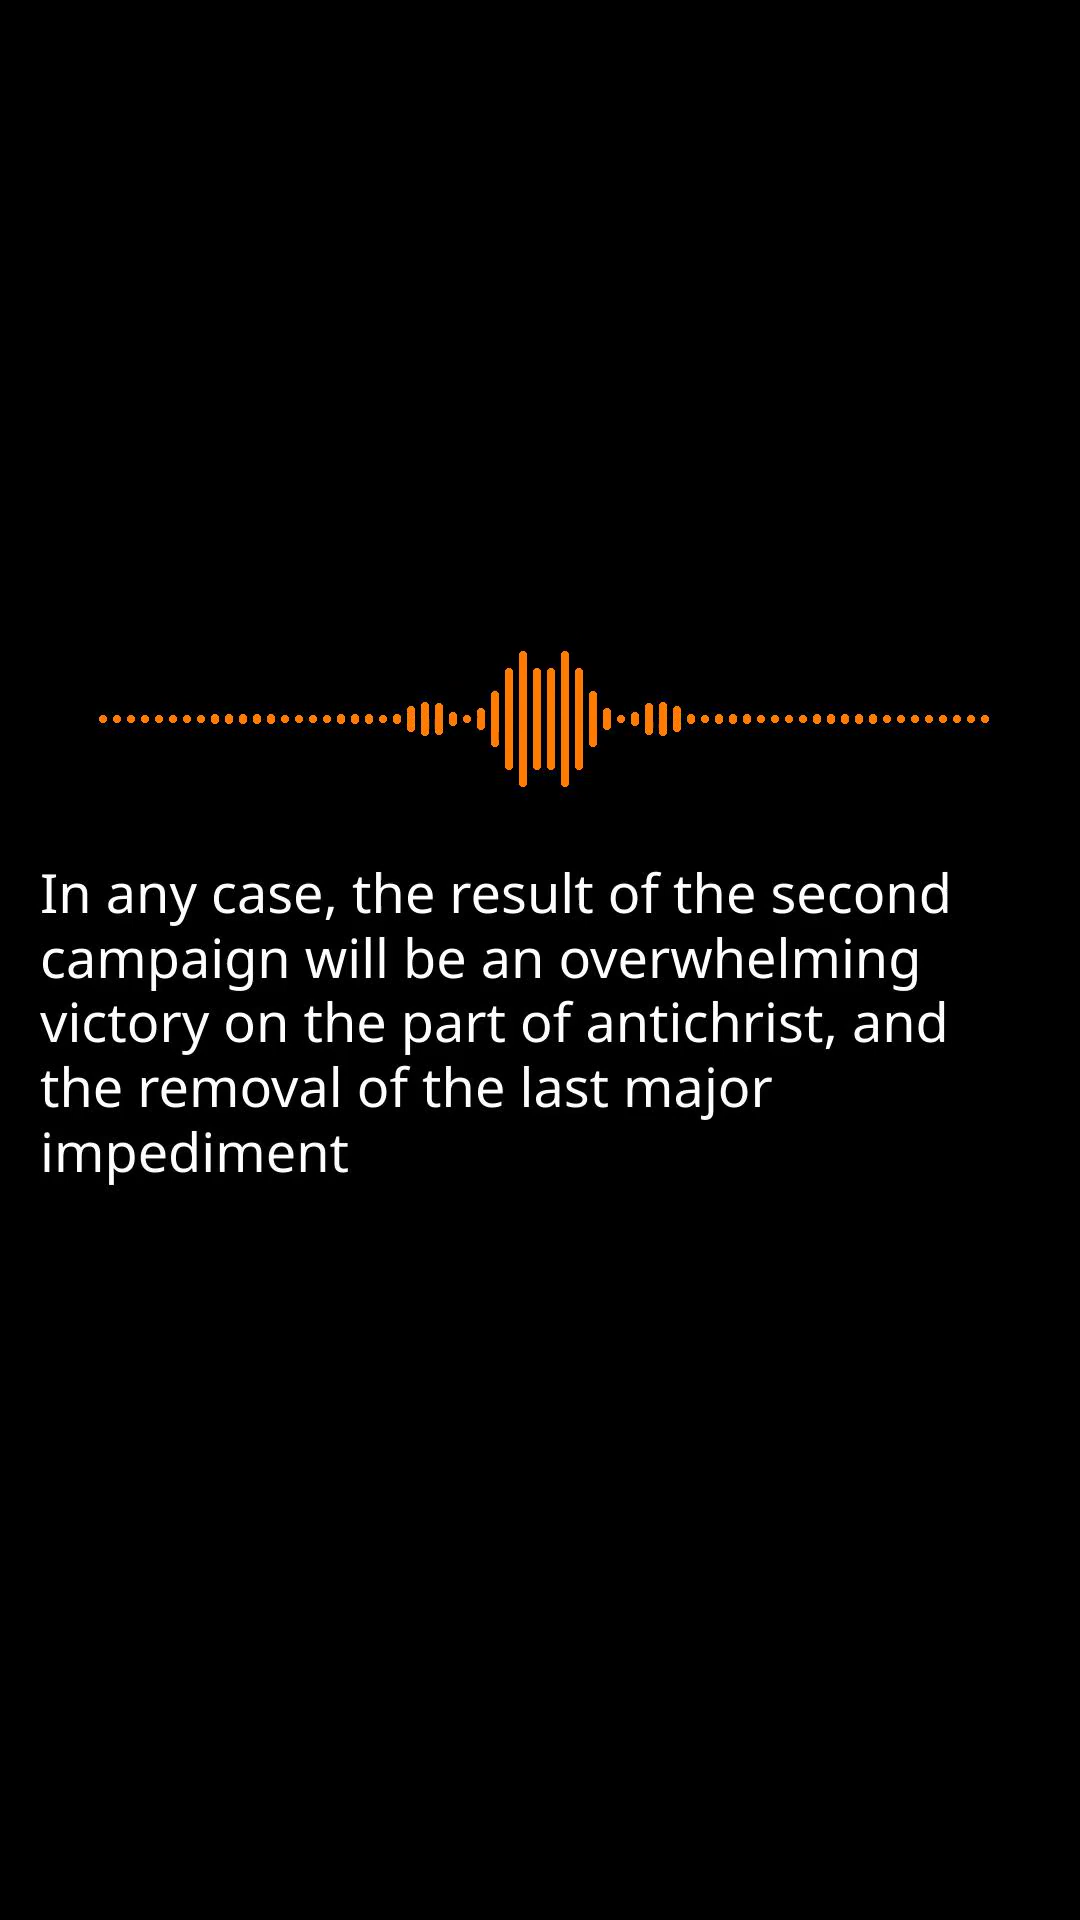 In any case, the result of the second
campaign will be an overwhelming
victory on the part of antichrist, and
the removal of the last major
impediment